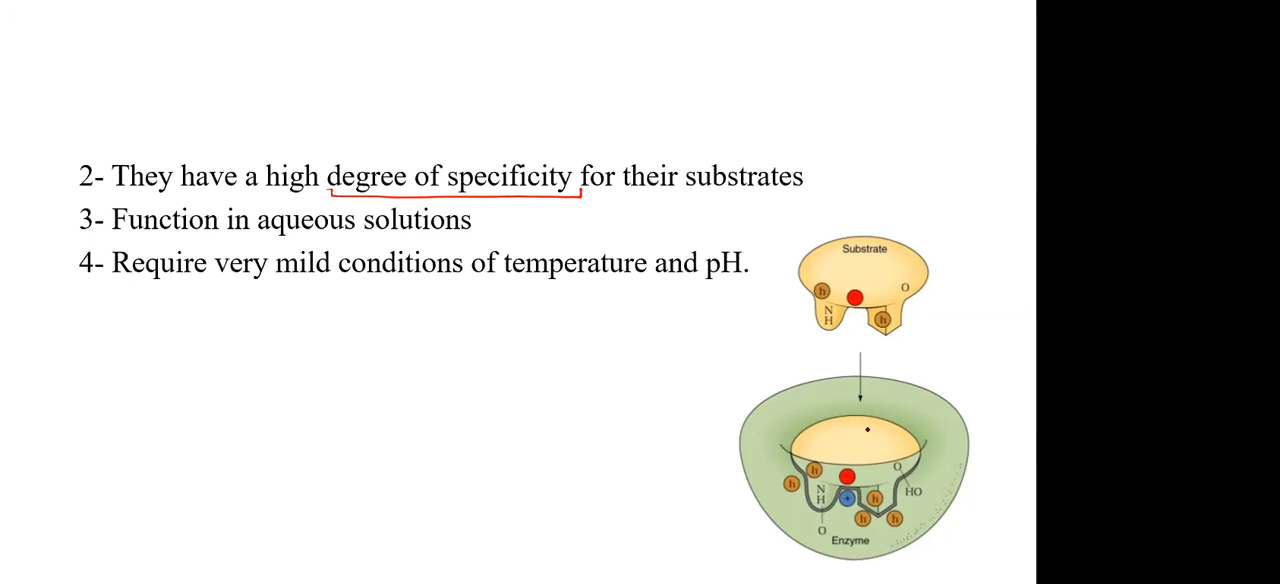 2- They have a high degree of specificity for their substrates
3- Function in aqueous solutions
4- Require very mild conditions of temperature and pH.
Substrate
h
O
N
H
h
h
O
h
N
H
+
h
HO
h
h
O
Enzyme